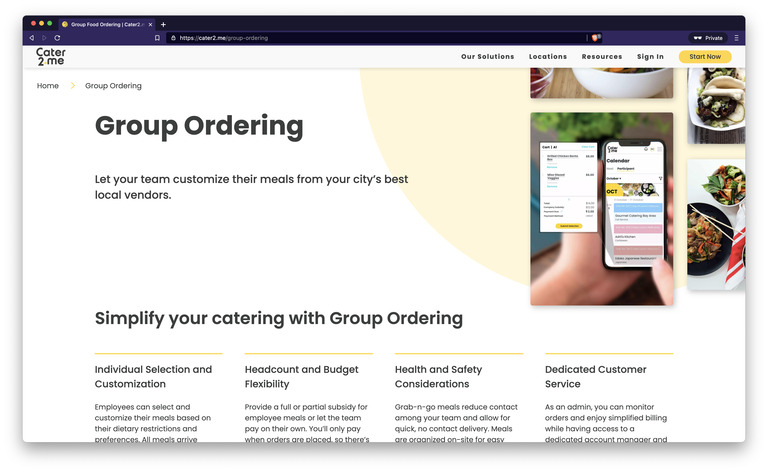 Group Food Ordering | Cater2.
https://cater2.me/group-ordering
Private
Cater
2.me
Our Solutions
Locations
Resources
Sign In
Start Now
Home
Group Ordering
Group Ordering
Let your team customize their meals from your city's best
local vendors.
Cart | A1
Calendar
Participant
October
OCT
Simplify your catering with Group Ordering
Individual Selection and
Customization
Employees can select and
customize their meals based on
their dietary restrictions and
preferences. All meals arrive
Headcount and Budget
Flexibility
Provide a full or partial subsidy for
employee meals or let the team
pay on their own. You'll only pay
when orders are placed, so there's
Health and Safety
Considerations
Grab-n-go meals reduce contact
among your team and allow for
quick, no contact delivery. Meals
are organized on-site for easy
Dedicated Customer
Service
As an admin, you can monitor
orders and enjoy simplified billing
while having access to a
dedicated account manager and